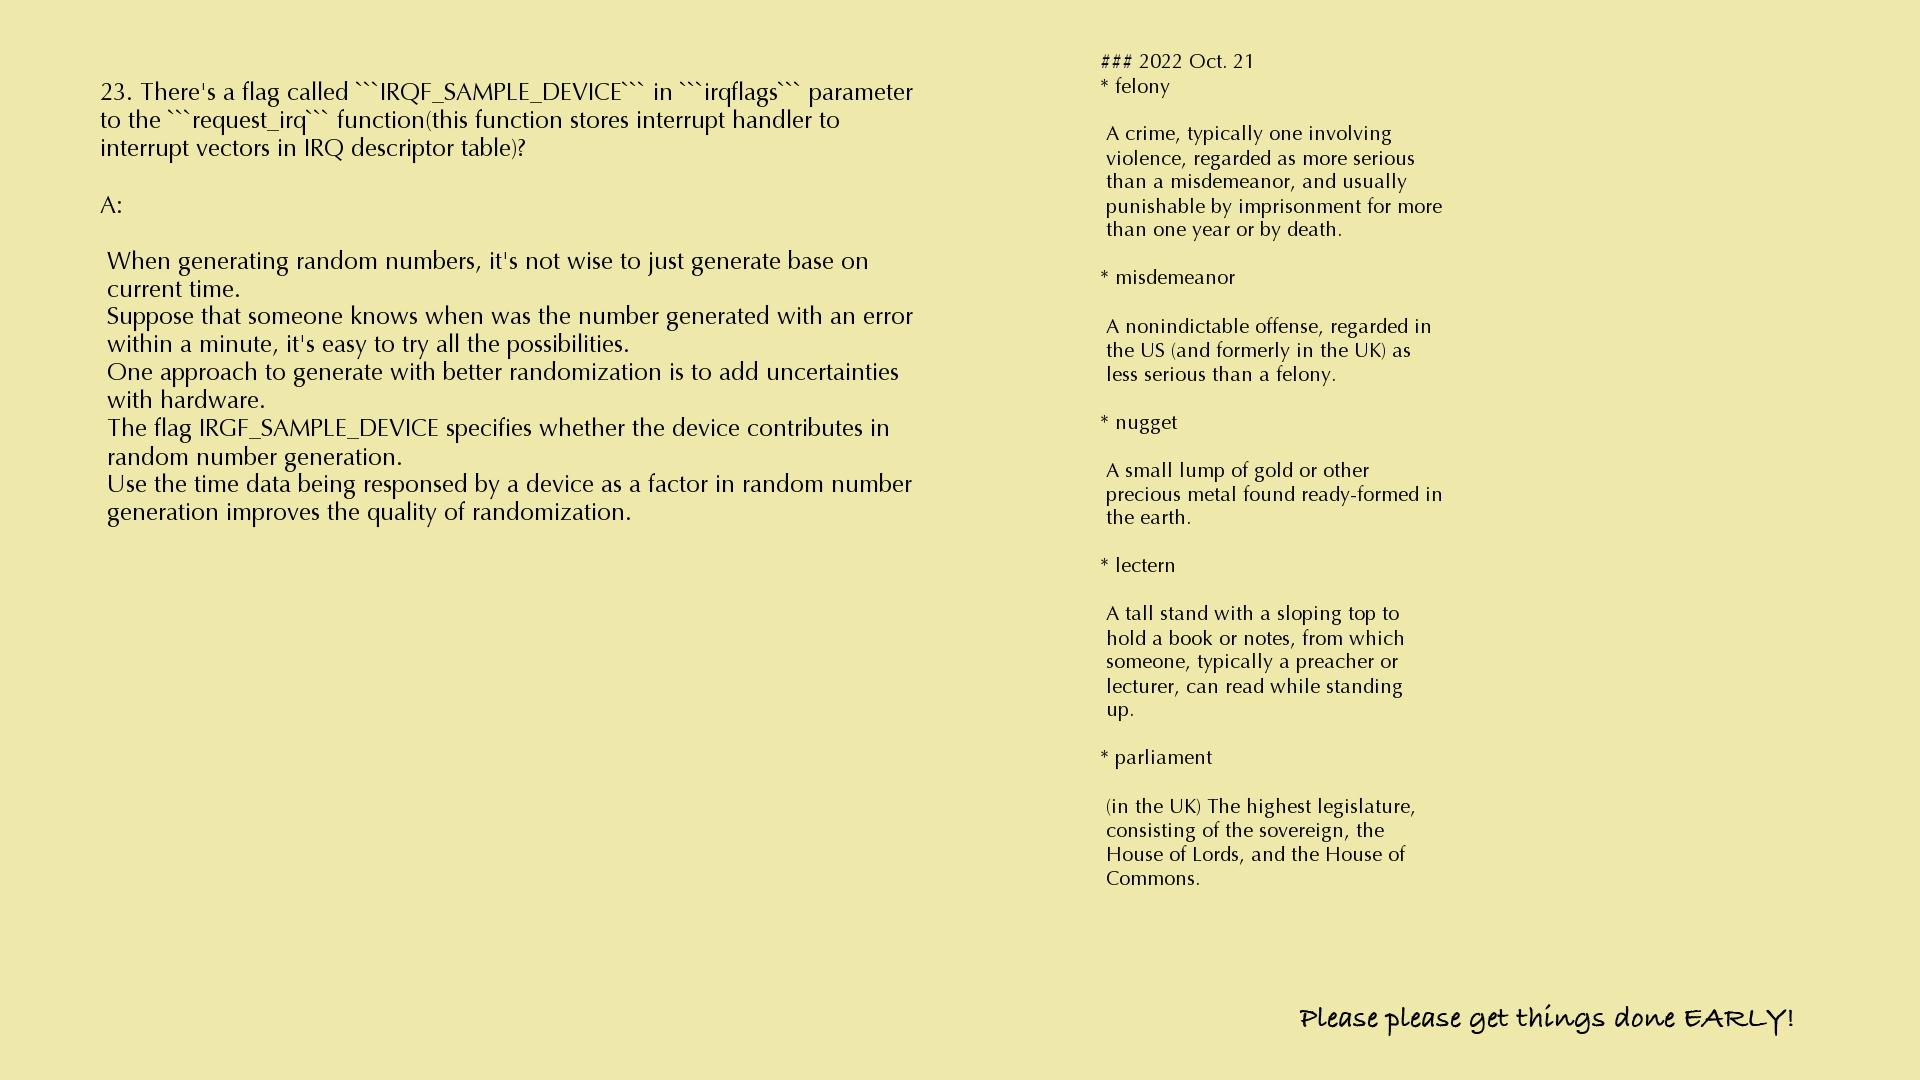 23. There's a flag called ```IRQF_SAMPLE_DEVICE``` in ```irqflags``` parameter
to the ```request_irq``` function(this function stores interrupt handler to
interrupt vectors in IRQ descriptor table)?
A:
When generating random numbers, it's not wise to just generate base on
current time.
Suppose that someone knows when was the number generated with an error
within a minute, it's easy to try all the possibilities.
One approach to generate with better randomization is to add uncertainties
with hardware.
The flag IRGF_SAMPLE_DEVICE specifies whether the device contributes in
random number generation.
Use the time data being responsed by a device as a factor in random number
generation improves the quality of randomization.
### 2022 Oct. 21
* felony
A crime, typically one involving
violence, regarded as more serious
than a misdemeanor, and usually
punishable by imprisonment for more
than one year or by death.
* misdemeanor
A nonindictable offense, regarded in
the US (and formerly in the UK) as
less serious than a felony.
* nugget
A small lump of gold or other
precious metal found ready-formed in
the earth.
* lectern
A tall stand with a sloping top to
hold a book or notes, from which
someone, typically a preacher or
lecturer, can read while standing
up.
* parliament
(in the UK) The highest legislature,
consisting of the sovereign, the
House of Lords, and the House of
Commons.
Please please get things done EARLY!